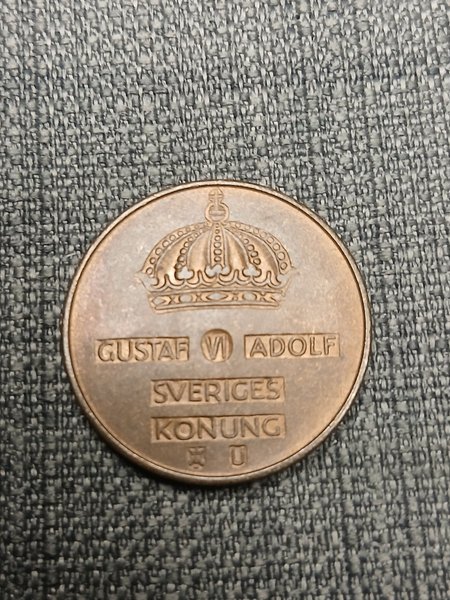 GUSTAF VI ADOLF
SVERIGES
KONUNG
U